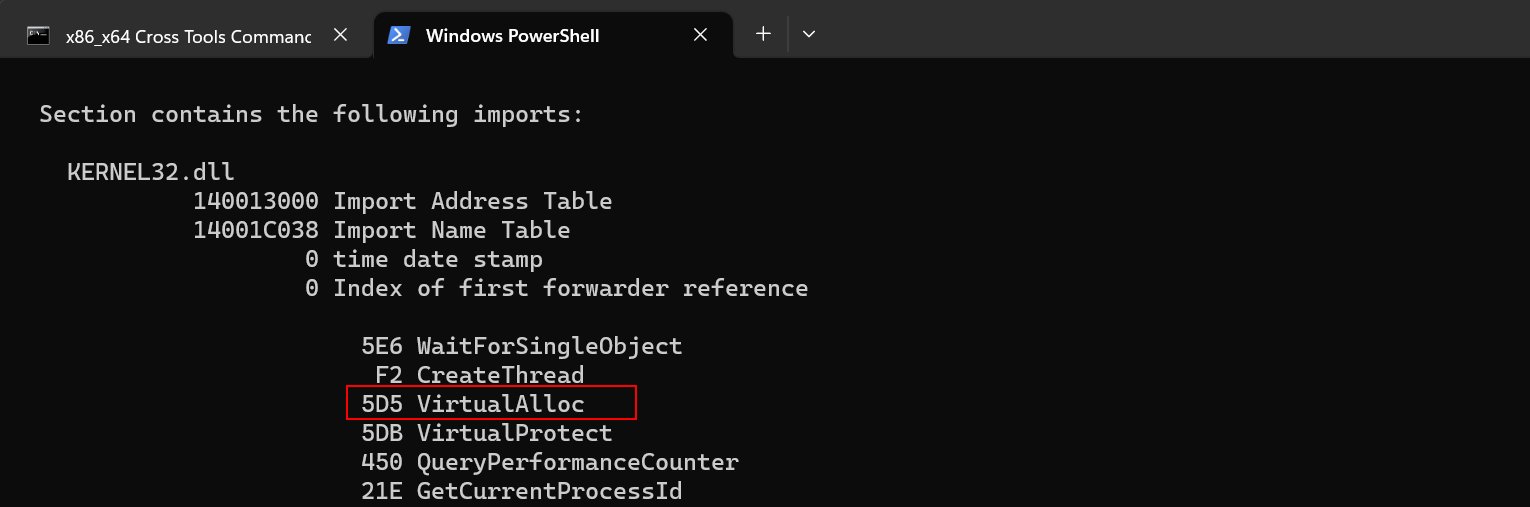 x86_x64 Cross Tools Commanc
Windows PowerShell
Section contains the following imports:
KERNEL32.dll
140013000 Import Address Table
14001C038 Import Name Table
0 time date stamp
0 Index of first forwarder reference
5E6 WaitForSingleObject
F2 CreateThread
5D5 VirtualAlloc
5DB VirtualProtect
450 QueryPerformanceCounter
21E GetCurrentProcessId